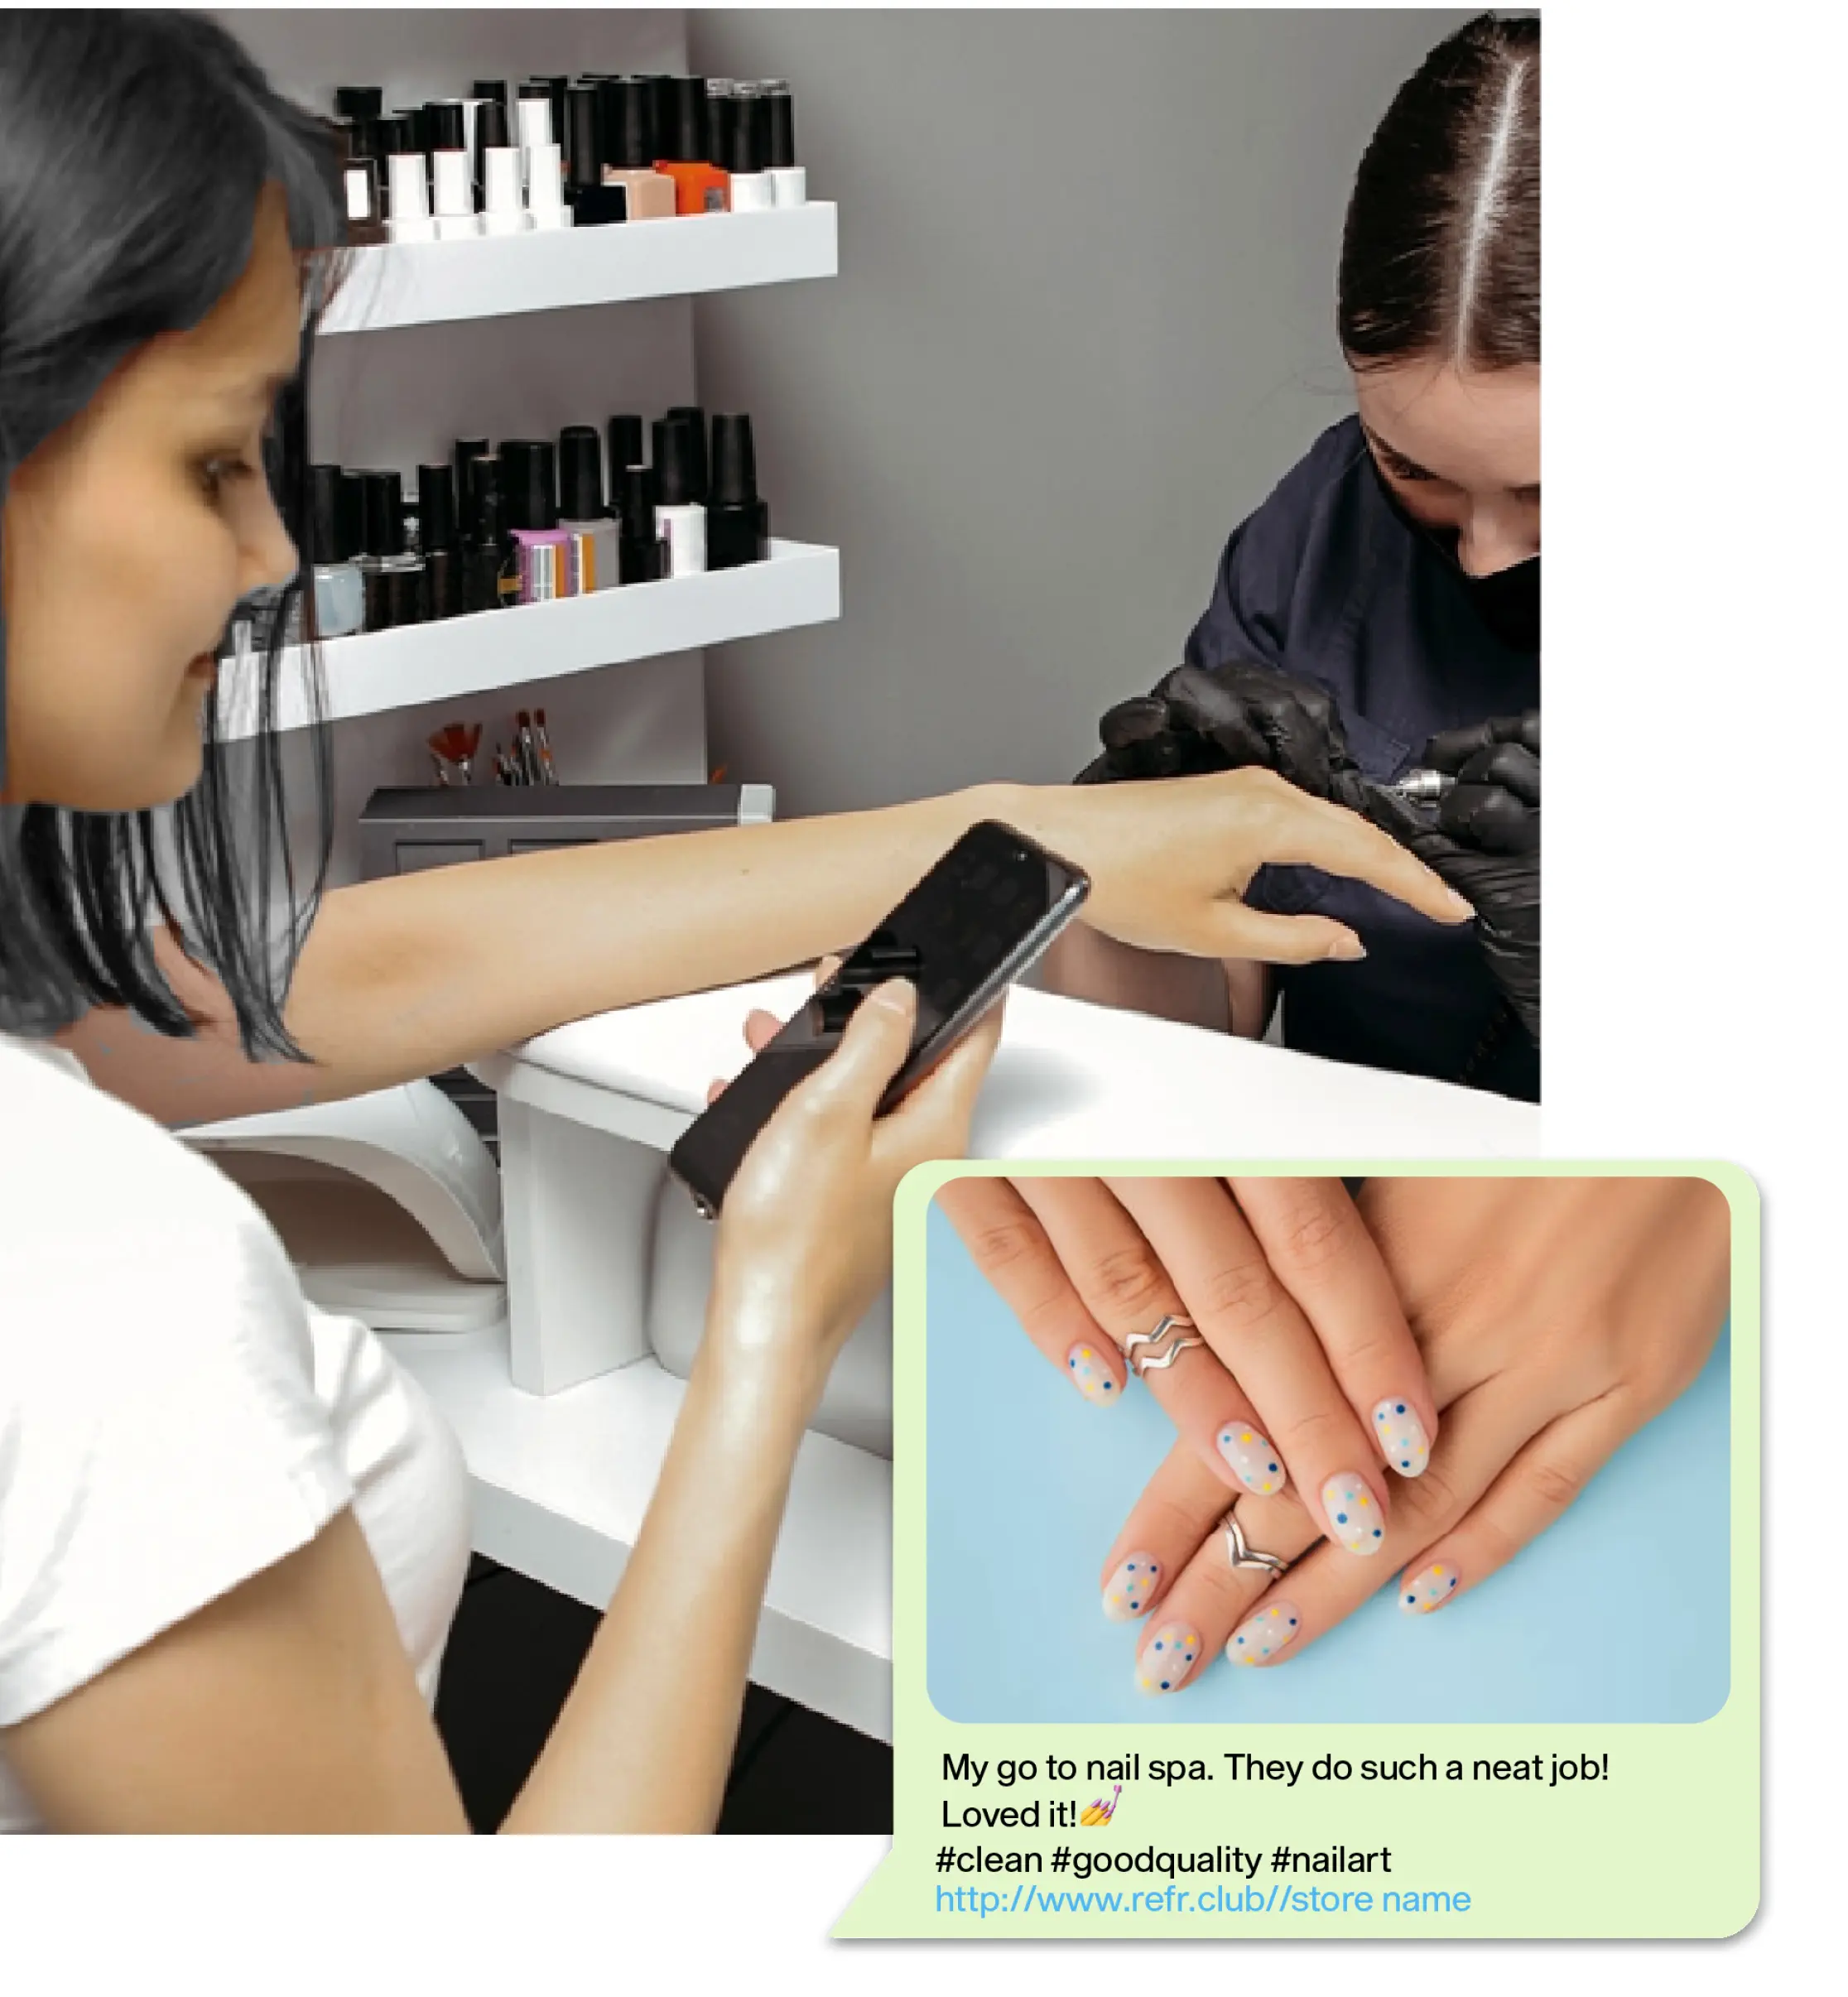 My go to nail spa. They do such a neat job!
Loved it!💅
#clean #goodquality #nailart
http://www.refr.club//store name